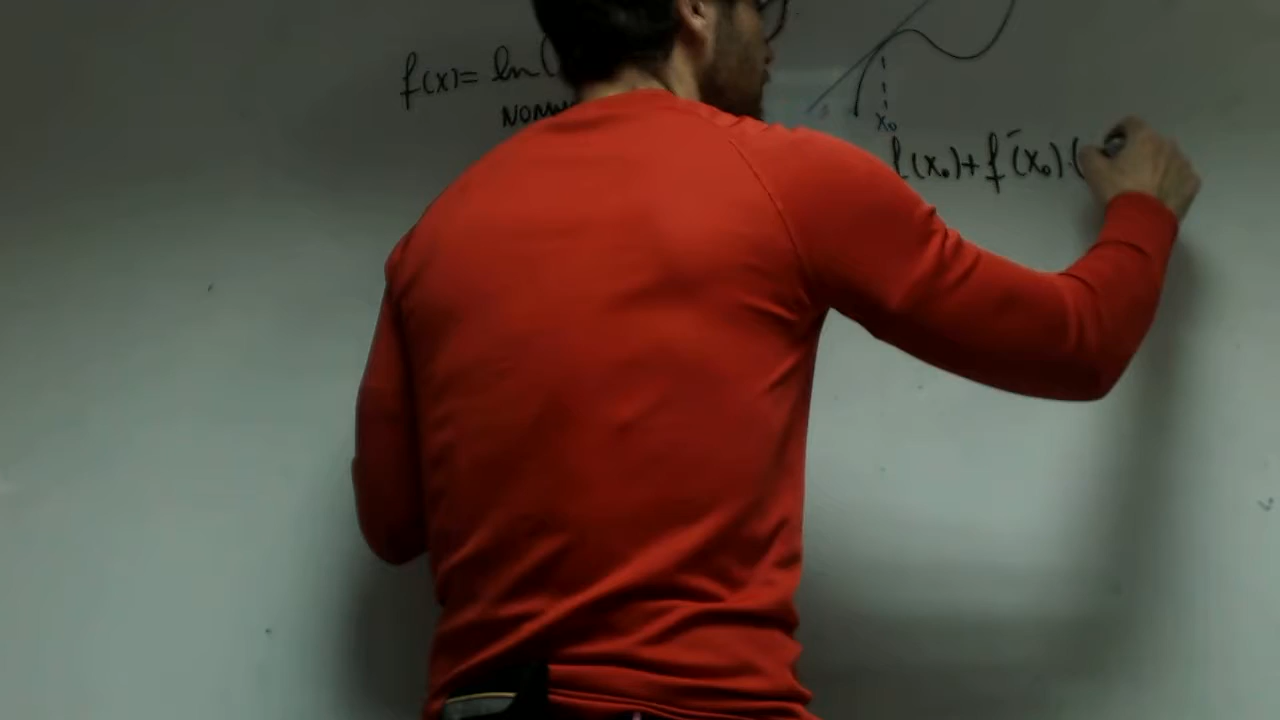 f(x)= ln(
x₀
f(x₀)+f'(x₀)·(